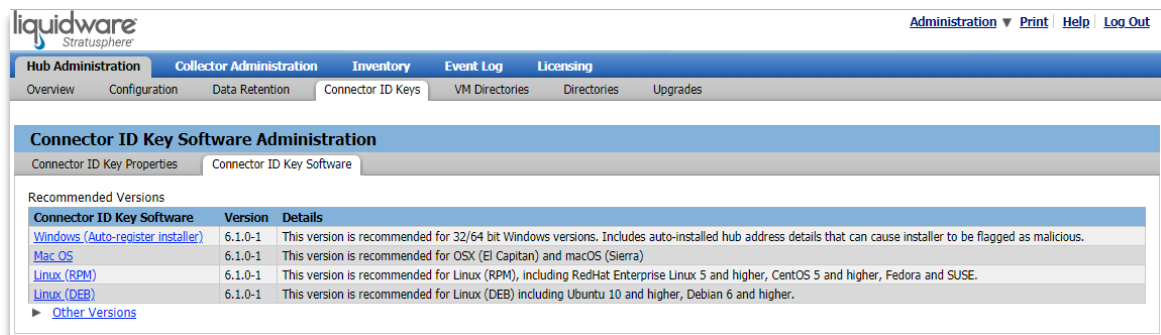 liquidware
Stratusphere
Administration ▼ Print Help Log Out
Hub Administration Collector Administration Inventory Event Log Licensing
Overview Configuration Data Retention Connector ID Keys VM Directories Directories Upgrades
Connector ID Key Software Administration
Connector ID Key Properties Connector ID Key Software
Recommended Versions
Connector ID Key Software Version Details
Windows (Auto-register installer) 6.1.0-1 This version is recommended for 32/64 bit Windows versions. Includes auto-installed hub address details that can cause installer to be flagged as malicious.
Mac OS 6.1.0-1 This version is recommended for OSX (El Capitan) and macOS (Sierra)
Linux (RPM) 6.1.0-1 This version is recommended for Linux (RPM), including RedHat Enterprise Linux 5 and higher, CentOS 5 and higher, Fedora and SUSE.
Linux (DEB) 6.1.0-1 This version is recommended for Linux (DEB) including Ubuntu 10 and higher, Debian 6 and higher.
► Other Versions